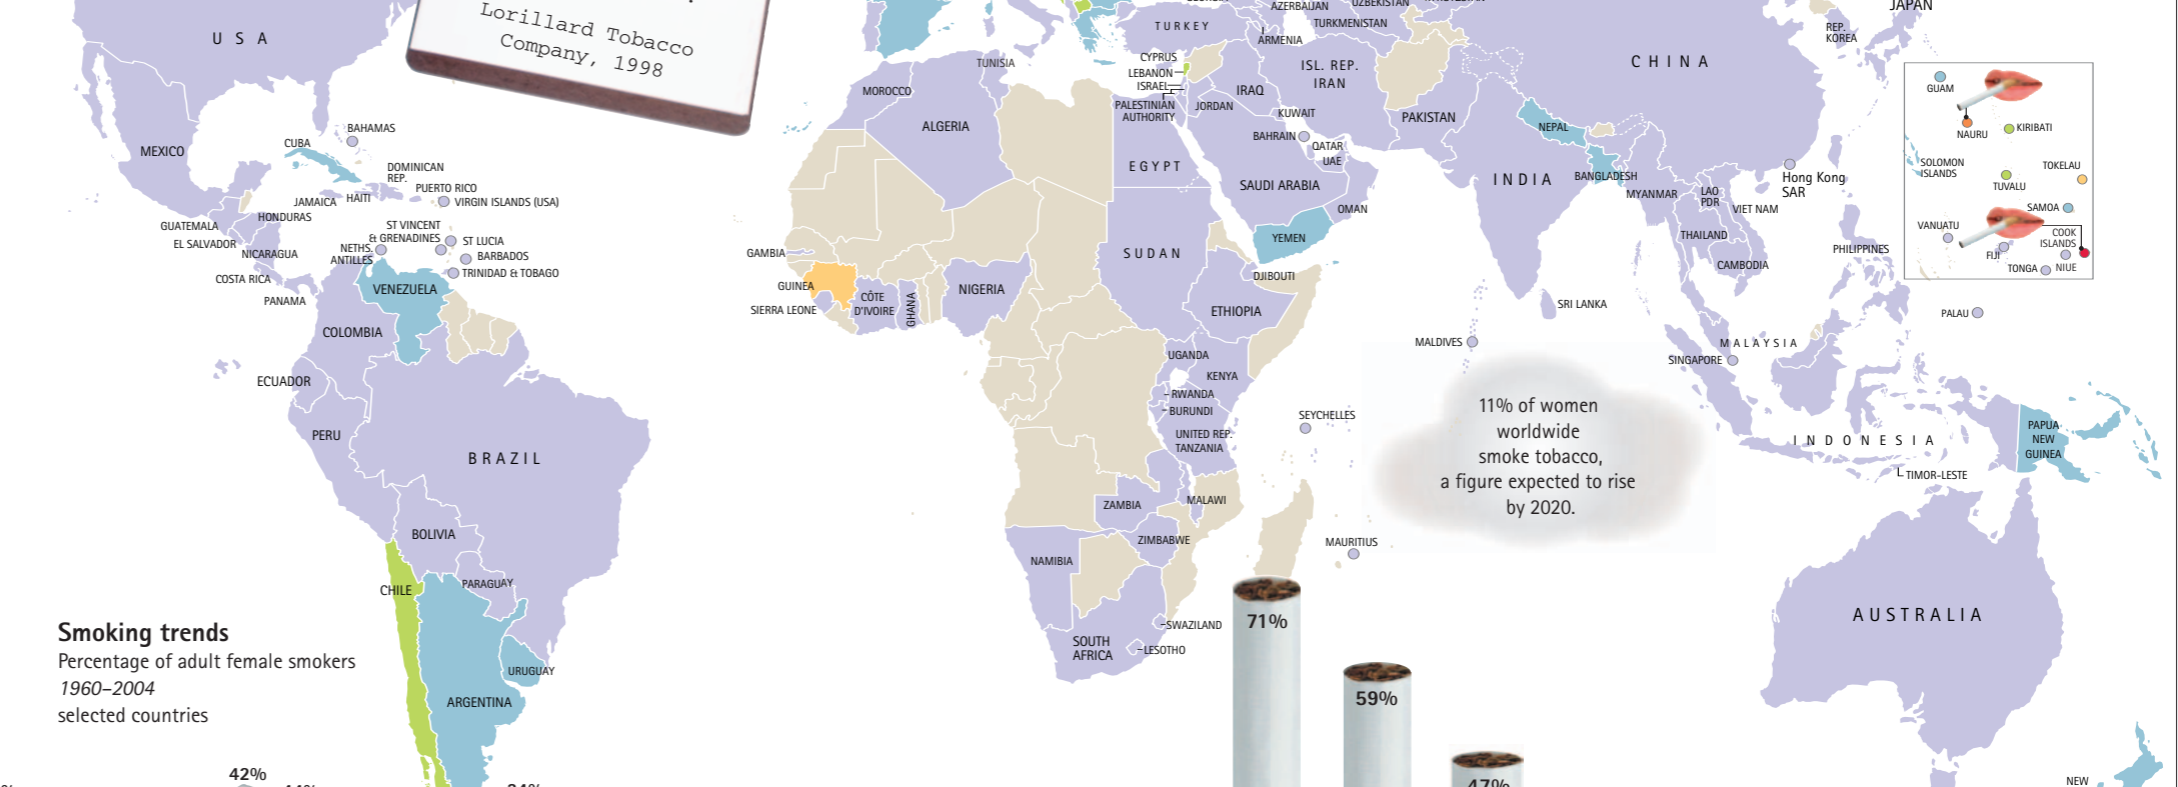 Lorillard Tobacco
Company, 1998
USA
MEXICO
CUBA
BAHAMAS
DOMINICAN
REP.
PUERTO RICO
VIRGIN ISLANDS (USA)
JAMAICA
HAITI
GUATEMALA
HONDURAS
EL SALVADOR
NICARAGUA
COSTA RICA
PANAMA
ST VINCENT
& GRENADINES
ST LUCIA
NETHS.
ANTILLES
BARBADOS
TRINIDAD & TOBAGO
VENEZUELA
COLOMBIA
ECUADOR
PERU
BRAZIL
BOLIVIA
PARAGUAY
CHILE
URUGUAY
ARGENTINA
TUNISIA
MOROCCO
ALGERIA
EGYPT
SUDAN
GAMBIA
GUINEA
SIERRA LEONE
CÔTE
D'IVOIRE
GHANA
NIGERIA
DJIBOUTI
ETHIOPIA
UGANDA
KENYA
RWANDA
BURUNDI
UNITED REP.
TANZANIA
SEYCHELLES
ZAMBIA
MALAWI
ZIMBABWE
NAMIBIA
MAURITIUS
SOUTH
AFRICA
SWAZILAND
LESOTHO
AZERBAIJAN
UZBEKISTAN
TURKMENISTAN
TURKEY
ARMENIA
CYPRUS
LEBANON
ISRAEL
PALESTINIAN
AUTHORITY
JORDAN
IRAQ
ISL. REP.
IRAN
KUWAIT
BAHRAIN
QATAR
UAE
SAUDI ARABIA
OMAN
YEMEN
PAKISTAN
INDIA
NEPAL
BANGLADESH
CHINA
REP.
KOREA
JAPAN
MYANMAR
LAO
PDR
VIET NAM
THAILAND
CAMBODIA
Hong Kong
SAR
PHILIPPINES
SRI LANKA
MALDIVES
MALAYSIA
SINGAPORE
INDONESIA
TIMOR-LESTE
PALAU
PAPUA
NEW
GUINEA
AUSTRALIA
NEW
GUAM
NAURU
KIRIBATI
SOLOMON
ISLANDS
TUVALU
TOKELAU
SAMOA
VANUATU
FIJI
COOK
ISLANDS
TONGA
NIUE
11% of women
worldwide
smoke tobacco,
a figure expected to rise
by 2020.
Smoking trends
Percentage of adult female smokers
1960–2004
selected countries
42%
71%
59%
47%